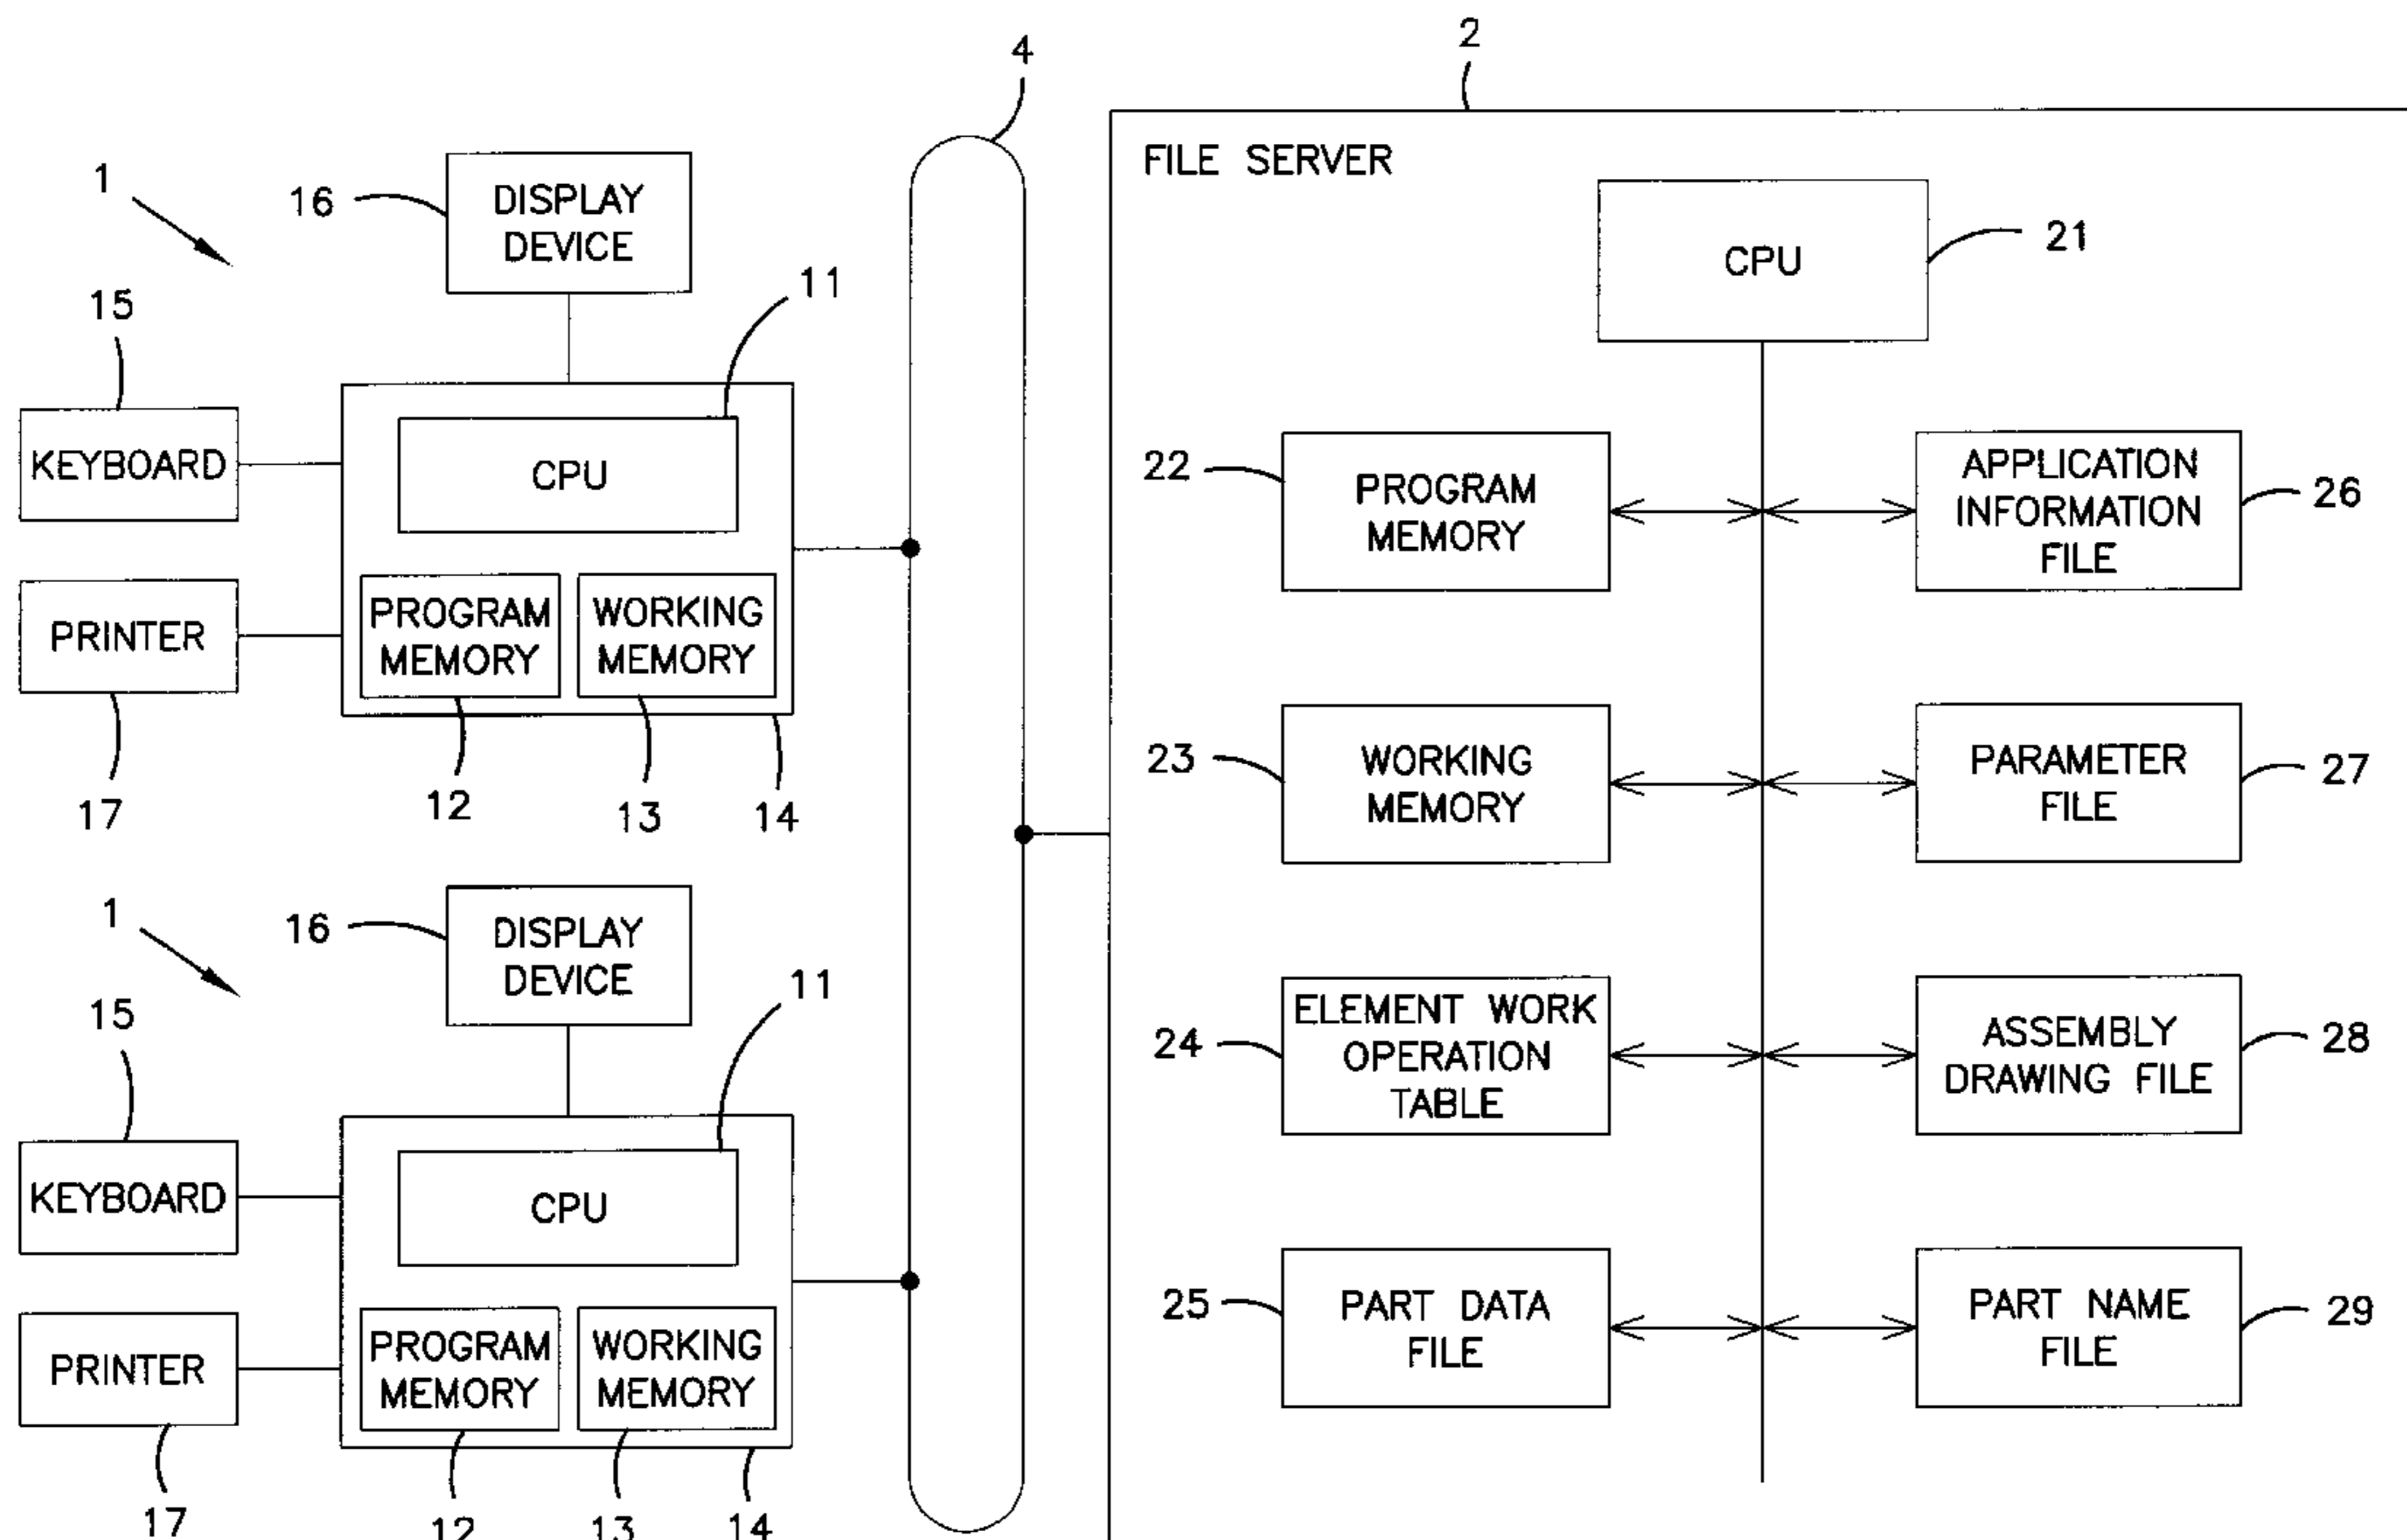 4
2
FILE SERVER
1
16
DISPLAY
DEVICE
11
15
KEYBOARD
CPU
PRINTER
PROGRAM
MEMORY
WORKING
MEMORY
17
12
13
14
1
16
DISPLAY
DEVICE
11
15
KEYBOARD
CPU
PRINTER
PROGRAM
MEMORY
WORKING
MEMORY
17
12
13
14
CPU
21
22
PROGRAM
MEMORY
APPLICATION
INFORMATION
FILE
26
23
WORKING
MEMORY
PARAMETER
FILE
27
24
ELEMENT WORK
OPERATION
TABLE
ASSEMBLY
DRAWING FILE
28
25
PART DATA
FILE
PART NAME
FILE
29